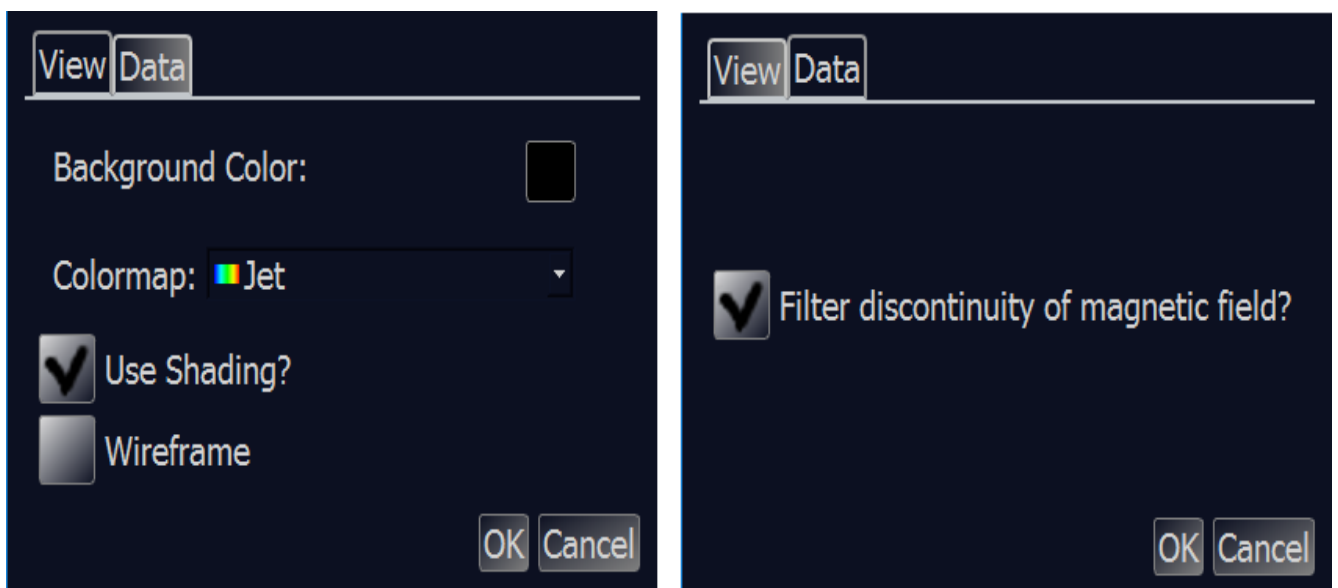 View Data
Background Color:
Colormap: Jet
Use Shading?
Wireframe
OK Cancel
View Data
Filter discontinuity of magnetic field?
OK Cancel